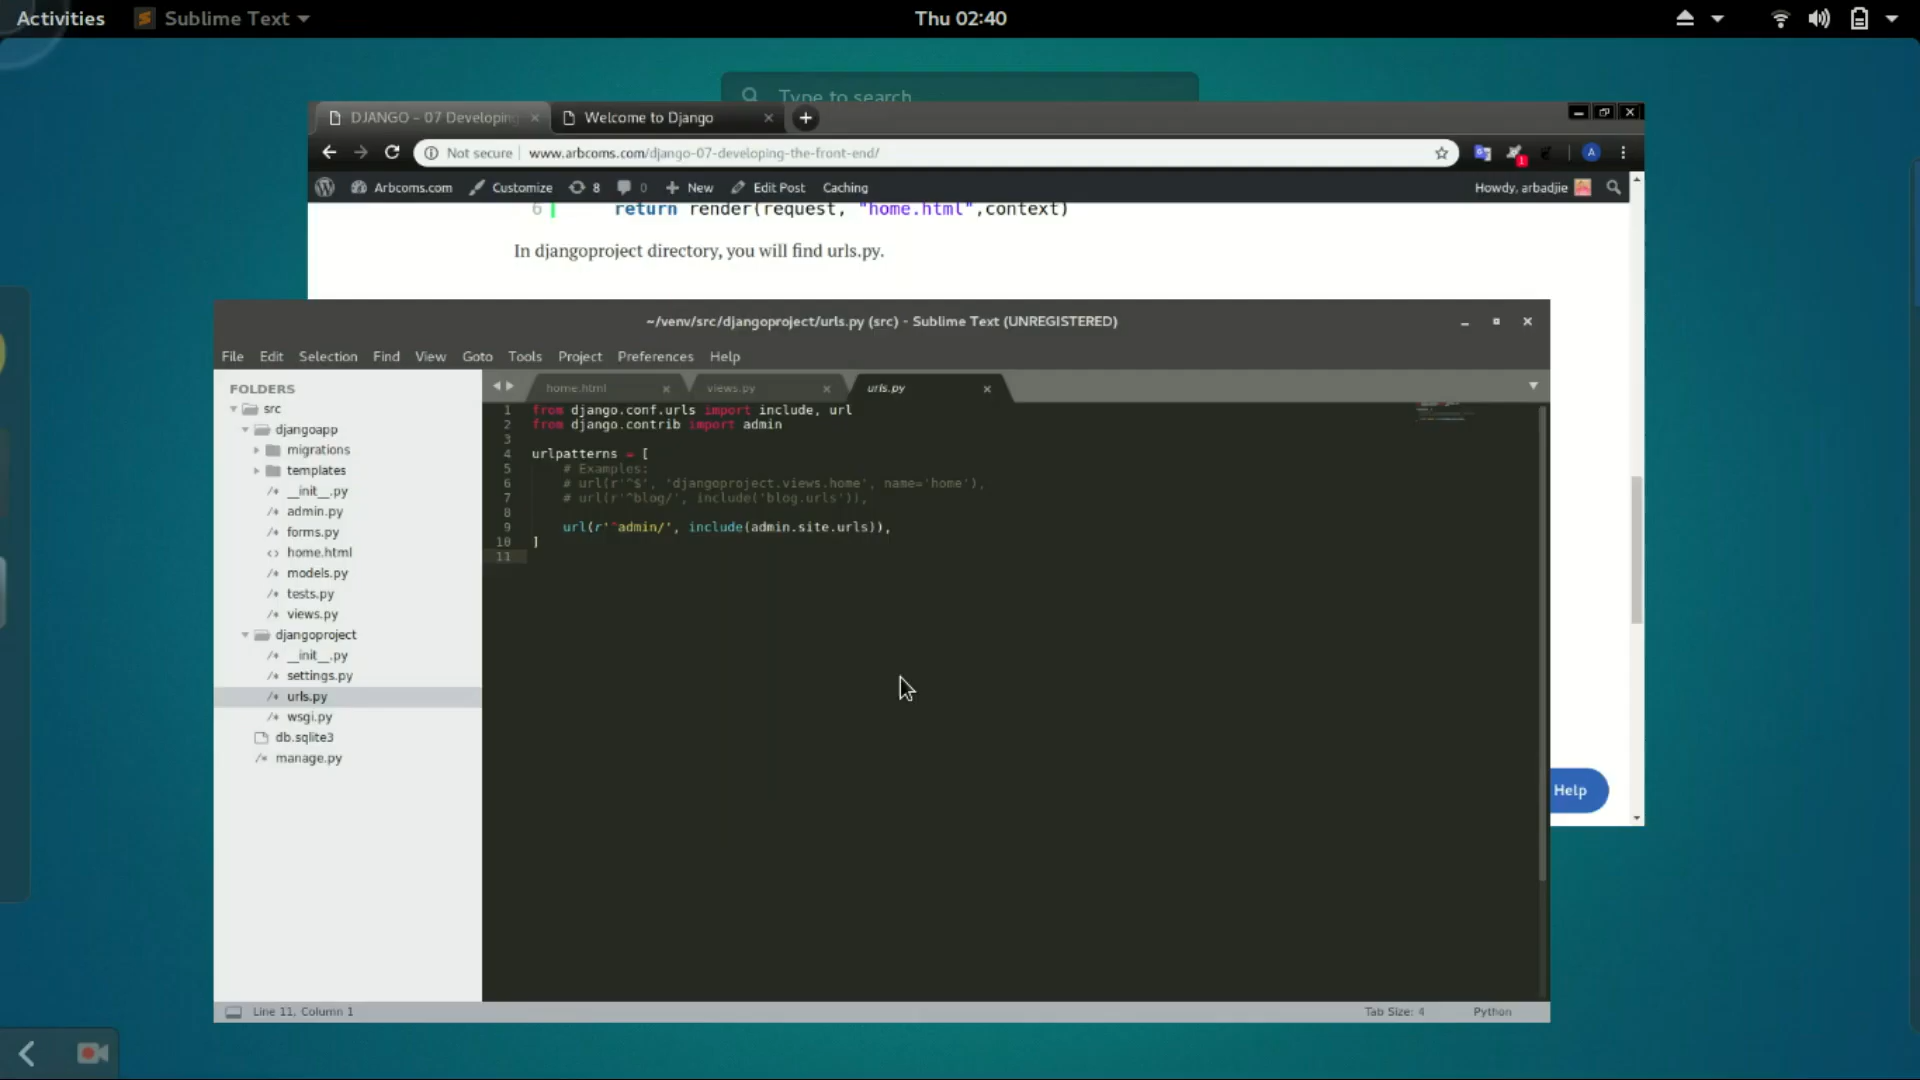 Activities
Sublime Text
Thu 02:40
Type to search
DJANGO – 07 Developing
Welcome to Django
Not secure
www.arbcoms.com/django-07-developing-the-front-end/
A
1
Arbcoms.com
Customize
8
0
New
Edit Post
Caching
Howdy, arbadjie
6 return render(request, "home.html",context)
In djangoproject directory, you will find urls.py.
~/venv/src/djangoproject/urls.py (src) - Sublime Text (UNREGISTERED)
File Edit Selection Find View Goto Tools Project Preferences Help
FOLDERS
src
djangoapp
migrations
templates
__init__.py
admin.py
forms.py
home.html
models.py
tests.py
views.py
djangoproject
__init__.py
settings.py
urls.py
wsgi.py
db.sqlite3
manage.py
home.html
views.py
urls.py
1 from django.conf.urls import include, url
2 from django.contrib import admin
3
4 urlpatterns = [
5 # Examples:
6 # url(r'^$', 'djangoproject.views.home', name='home'),
7 # url(r'^blog/', include('blog.urls')),
8
9 url(r'^admin/', include(admin.site.urls)),
10 ]
11
Help
Line 11, Column 1
Tab Size: 4
Python